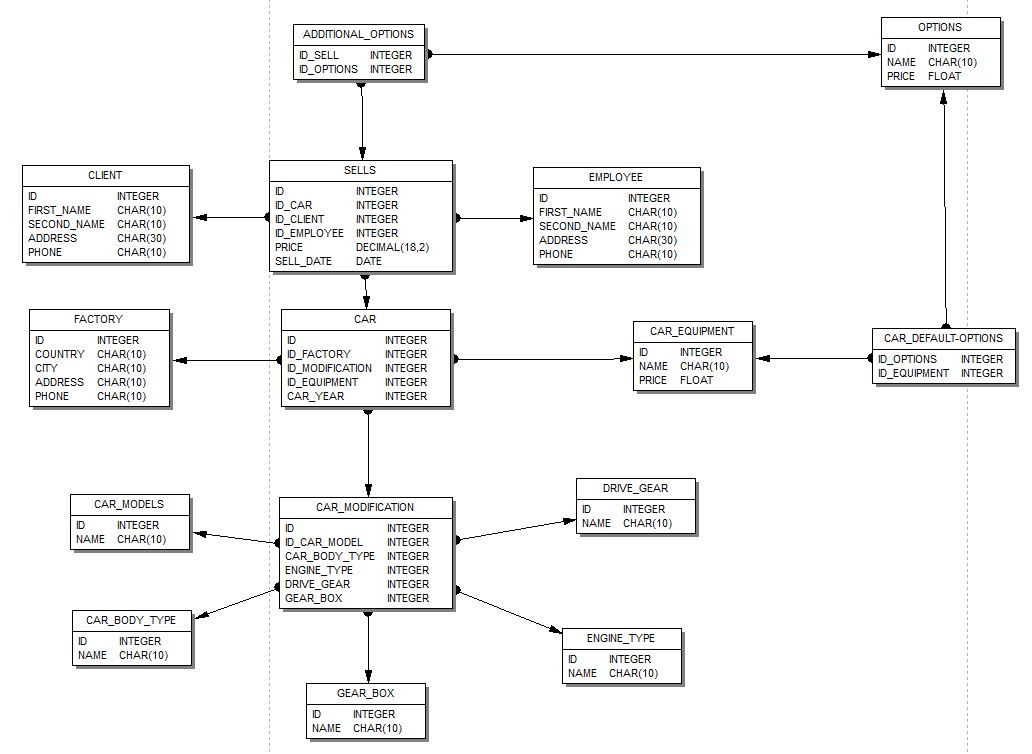 ADDITIONAL_OPTIONS
ID_SELL INTEGER
ID_OPTIONS INTEGER
OPTIONS
ID INTEGER
NAME CHAR(10)
PRICE FLOAT
CLIENT
ID INTEGER
FIRST_NAME CHAR(10)
SECOND_NAME CHAR(10)
ADDRESS CHAR(30)
PHONE CHAR(10)
SELLS
ID INTEGER
ID_CAR INTEGER
ID_CLIENT INTEGER
ID_EMPLOYEE INTEGER
PRICE DECIMAL(18,2)
SELL_DATE DATE
EMPLOYEE
ID INTEGER
FIRST_NAME CHAR(10)
SECOND_NAME CHAR(10)
ADDRESS CHAR(30)
PHONE CHAR(10)
FACTORY
ID INTEGER
COUNTRY CHAR(10)
CITY CHAR(10)
ADDRESS CHAR(10)
PHONE CHAR(10)
CAR
ID INTEGER
ID_FACTORY INTEGER
ID_MODIFICATION INTEGER
ID_EQUIPMENT INTEGER
CAR_YEAR INTEGER
CAR_EQUIPMENT
ID INTEGER
NAME CHAR(10)
PRICE FLOAT
CAR_DEFAULT-OPTIONS
ID_OPTIONS INTEGER
ID_EQUIPMENT INTEGER
CAR_MODELS
ID INTEGER
NAME CHAR(10)
CAR_MODIFICATION
ID INTEGER
ID_CAR_MODEL INTEGER
CAR_BODY_TYPE INTEGER
ENGINE_TYPE INTEGER
DRIVE_GEAR INTEGER
GEAR_BOX INTEGER
DRIVE_GEAR
ID INTEGER
NAME CHAR(10)
CAR_BODY_TYPE
ID INTEGER
NAME CHAR(10)
ENGINE_TYPE
ID INTEGER
NAME CHAR(10)
GEAR_BOX
ID INTEGER
NAME CHAR(10)